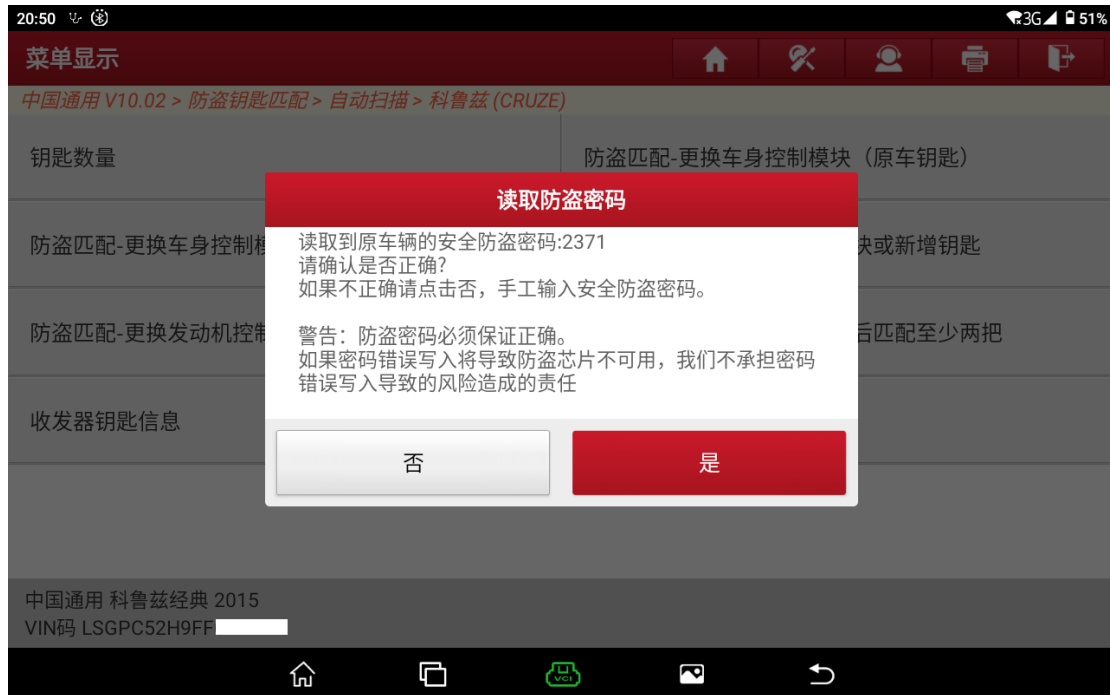 20:50
3G 51%
菜单显示
中国通用 V10.02 > 防盗钥匙匹配 > 自动扫描 > 科鲁兹 (CRUZE)
钥匙数量
防盗匹配-更换车身控制模块（原车钥匙）
读取防盗密码
防盗匹配-更换车身控制模
块或新增钥匙
读取到原车辆的安全防盗密码:2371
请确认是否正确?
如果不正确请点击否，手工输入安全防盗密码。
防盗匹配-更换发动机控制
后匹配至少两把
警告：防盗密码必须保证正确。
如果密码错误写入将导致防盗芯片不可用，我们不承担密码
错误写入导致的风险造成的责任
收发器钥匙信息
否
是
中国通用 科鲁兹经典 2015
VIN码 LSGPC52H9FF
VCI